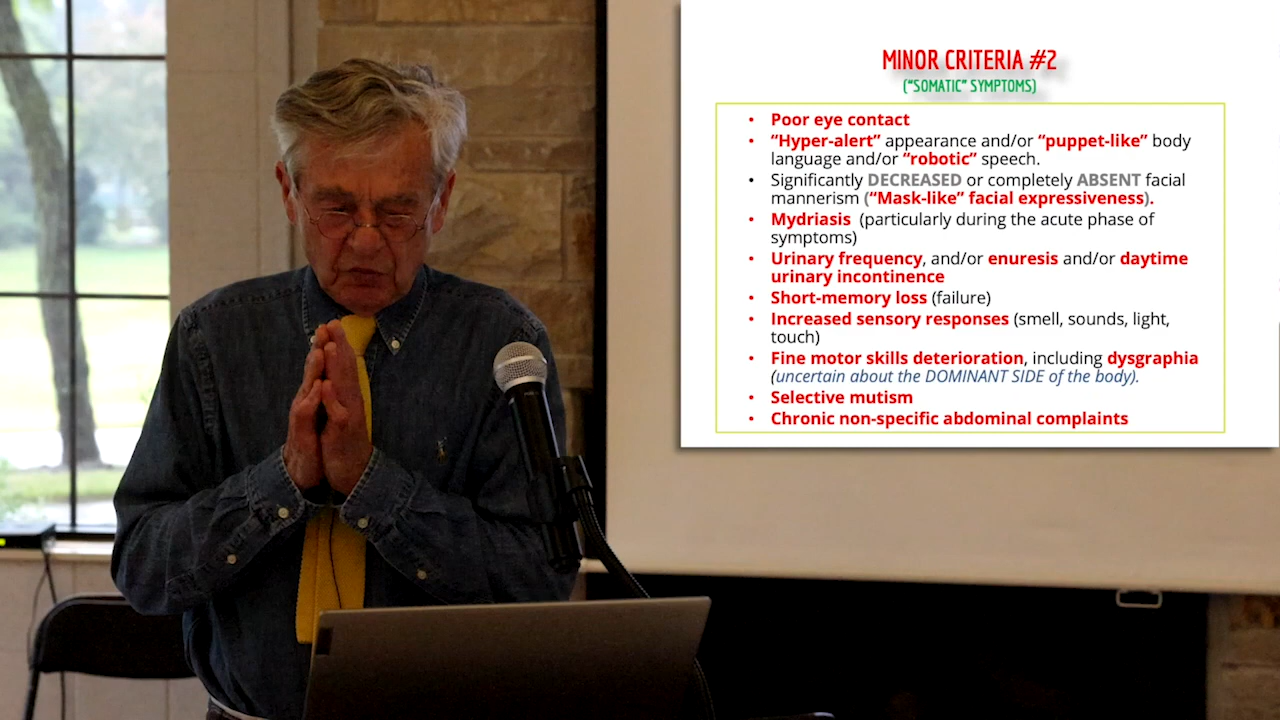 MINOR CRITERIA #2
("SOMATIC" SYMPTOMS)
• Poor eye contact
• “Hyper-alert” appearance and/or “puppet-like” body
language and/or “robotic” speech.
• Significantly DECREASED or completely ABSENT facial
mannerism (“Mask-like” facial expressiveness).
• Mydriasis (particularly during the acute phase of
symptoms)
• Urinary frequency, and/or enuresis and/or daytime
urinary incontinence
• Short-memory loss (failure)
• Increased sensory responses (smell, sounds, light,
touch)
• Fine motor skills deterioration, including dysgraphia
(uncertain about the DOMINANT SIDE of the body).
• Selective mutism
• Chronic non-specific abdominal complaints